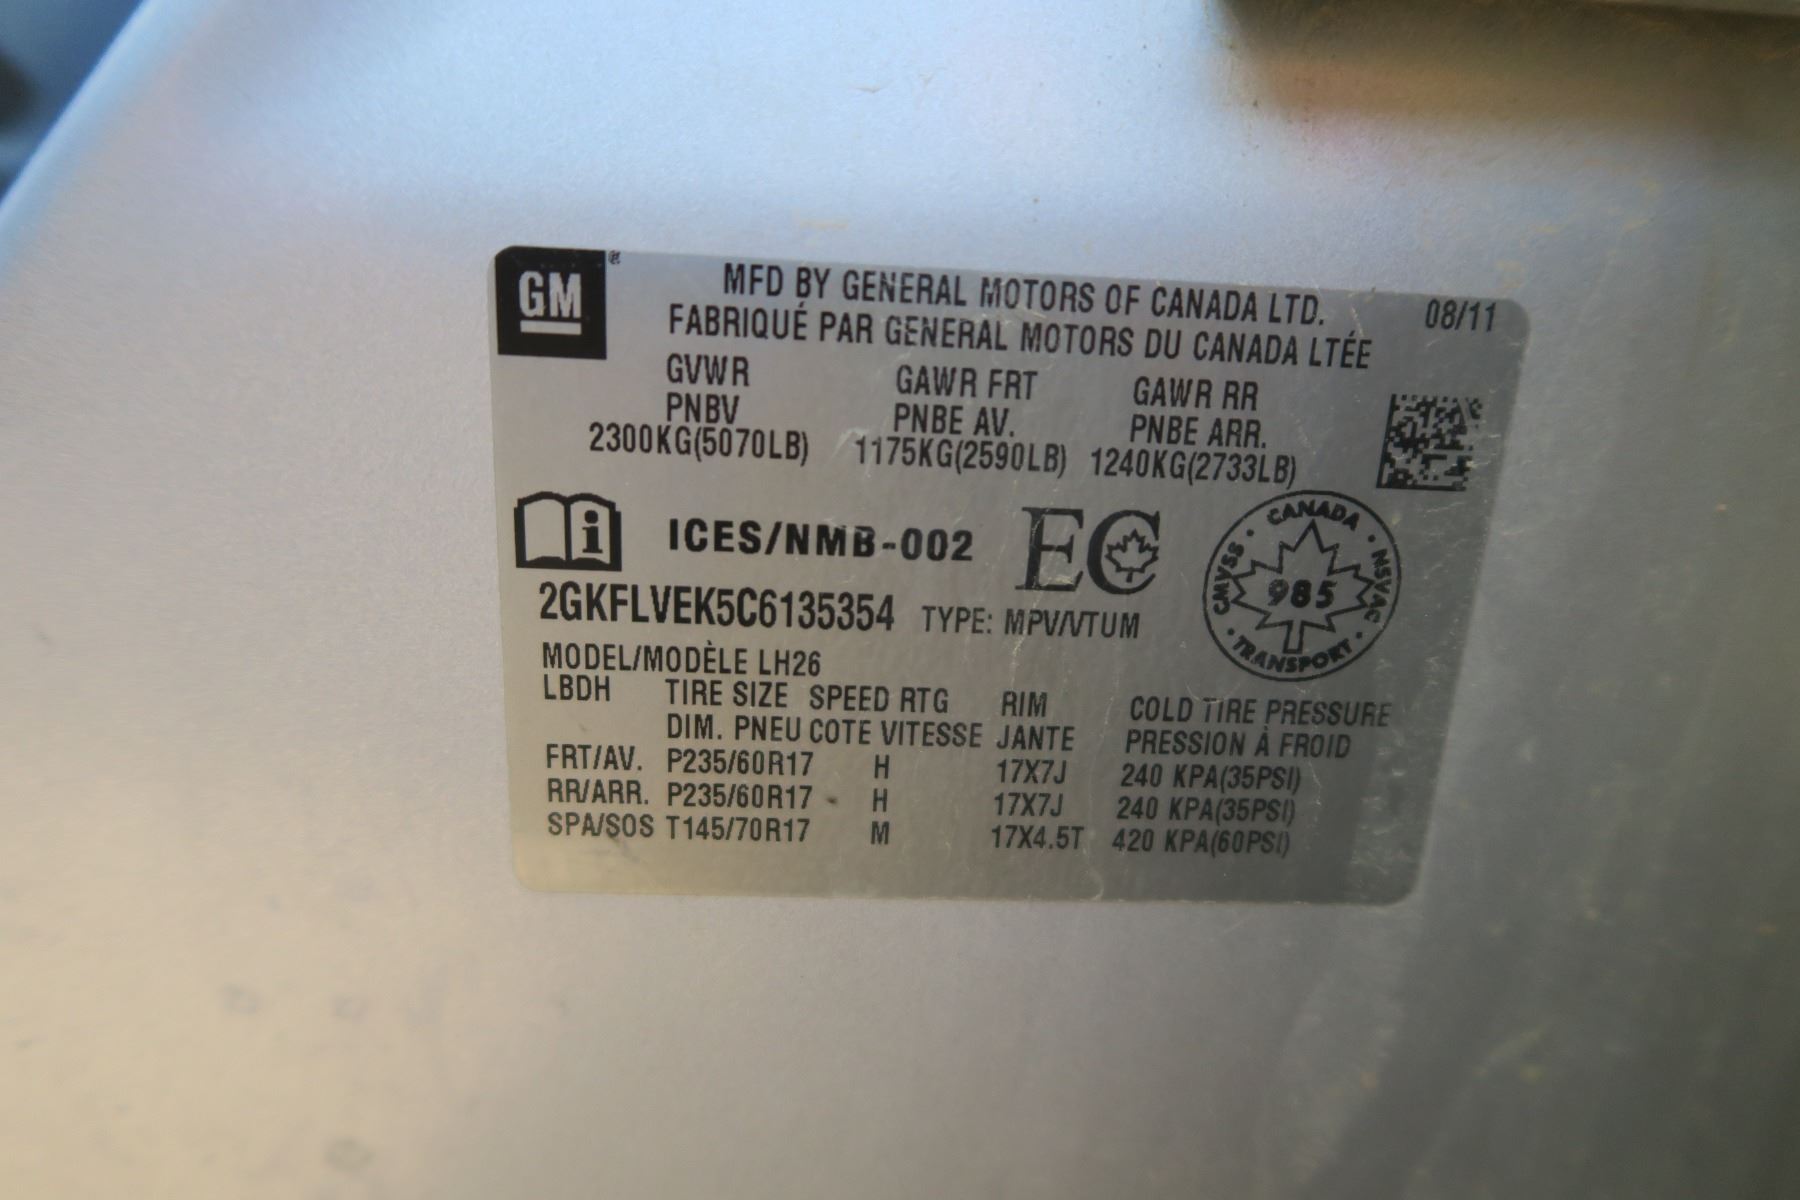 GM
MFD BY GENERAL MOTORS OF CANADA LTD. 08/11
FABRIQUÉ PAR GENERAL MOTORS DU CANADA LTÉE
GVWR GAWR FRT GAWR RR
PNBV PNBE AV. PNBE ARR.
2300KG(5070LB) 1175KG(2590LB) 1240KG(2733LB)
ICES/NMB-002 EC
CANADA
CMVSS 985 NSVAC
TRANSPORT
2GKFLVEK5C6135354 TYPE: MPV/VTUM
MODEL/MODÈLE LH26
LBDH TIRE SIZE SPEED RTG RIM COLD TIRE PRESSURE
DIM. PNEU COTE VITESSE JANTE PRESSION À FROID
FRT/AV. P235/60R17 H 17X7J 240 KPA(35PSI)
RR/ARR. P235/60R17 H 17X7J 240 KPA(35PSI)
SPA/SOS T145/70R17 M 17X4.5T 420 KPA(60PSI)